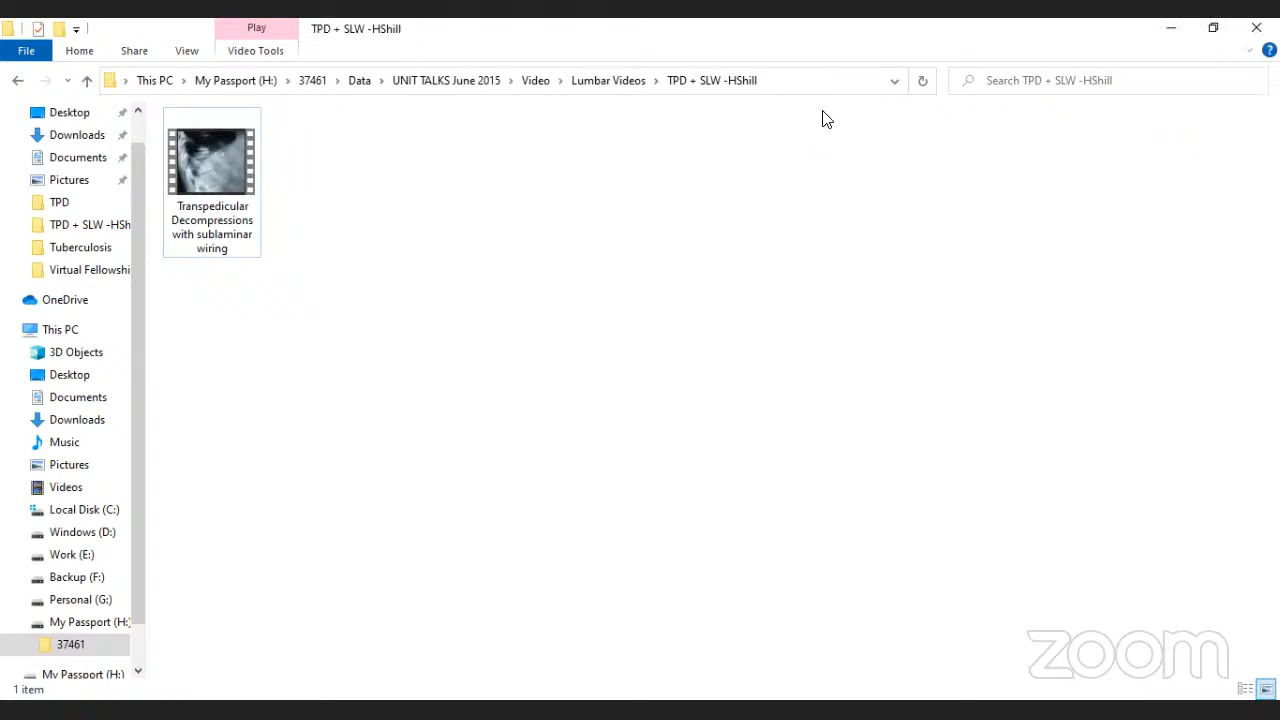 Play
TPD + SLW -HShill
File
Home
Share
View
Video Tools
This PC
My Passport (H:)
37461
Data
UNIT TALKS June 2015
Video
Lumbar Videos
TPD + SLW -HShill
Search TPD + SLW -HShill
Desktop
Downloads
Documents
Pictures
TPD
TPD + SLW -HSh
Tuberculosis
Virtual Fellowshi
OneDrive
This PC
3D Objects
Desktop
Documents
Downloads
Music
Pictures
Videos
Local Disk (C:)
Windows (D:)
Work (E:)
Backup (F:)
Personal (G:)
My Passport (H:)
37461
My Passport (H:)
Transpedicular
Decompressions
with sublaminar
wiring
1 item
zoom